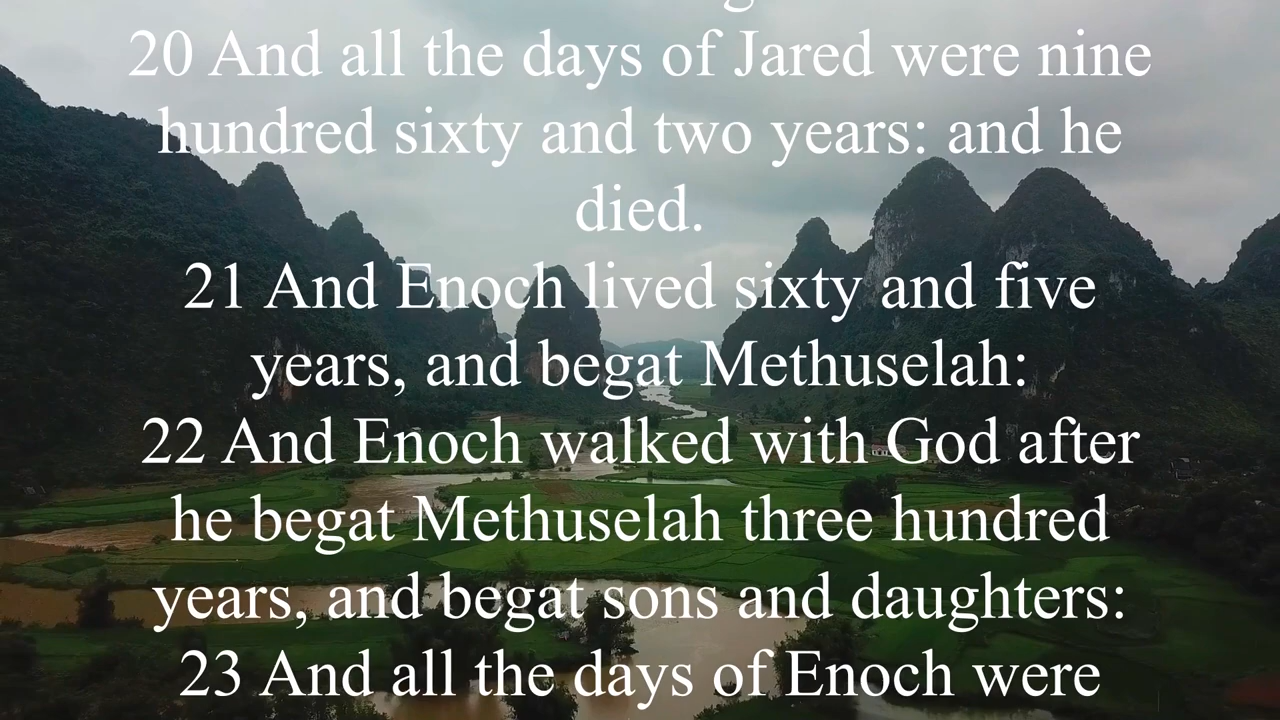 20 And all the days of Jared were nine
hundred sixty and two years: and he
died.
21 And Enoch lived sixty and five
years, and begat Methuselah:
22 And Enoch walked with God after
he begat Methuselah three hundred
years, and begat sons and daughters:
23 And all the days of Enoch were